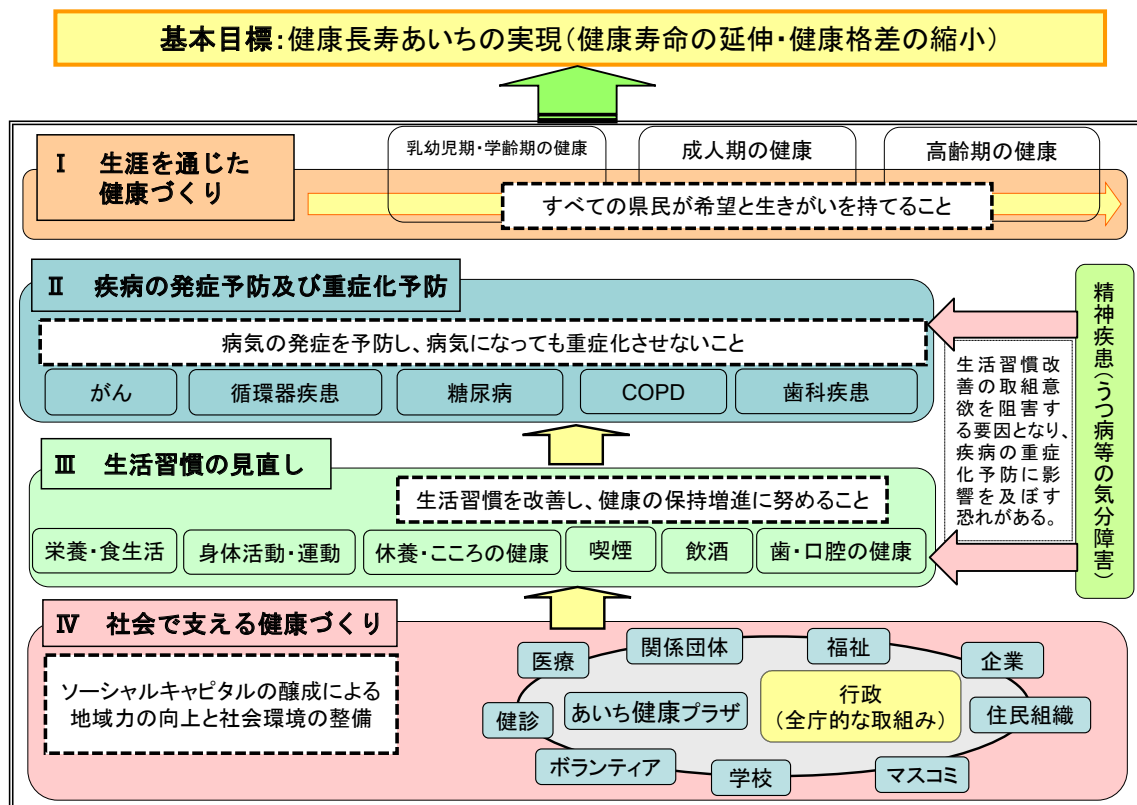 基本目標:健康長寿あいちの実現(健康寿命の延伸・健康格差の縮小)
Ⅰ 生涯を通じた
健康づくり
乳幼児期・学齢期の健康
成人期の健康
高齢期の健康
すべての県民が希望と生きがいを持てること
Ⅱ 疾病の発症予防及び重症化予防
病気の発症を予防し、病気になっても重症化させないこと
がん
循環器疾患
糖尿病
COPD
歯科疾患
精神疾患(うつ病等の気分障害)
生活習慣改
善の取組意
欲を阻害す
る要因となり、
疾病の重症
化予防に影
響を及ぼす
恐れがある。
Ⅲ 生活習慣の見直し
生活習慣を改善し、健康の保持増進に努めること
栄養・食生活
身体活動・運動
休養・こころの健康
喫煙
飲酒
歯・口腔の健康
Ⅳ 社会で支える健康づくり
ソーシャルキャピタルの醸成による
地域力の向上と社会環境の整備
医療
関係団体
福祉
企業
健診
あいち健康プラザ
行政
(全庁的な取組み)
住民組織
ボランティア
学校
マスコミ